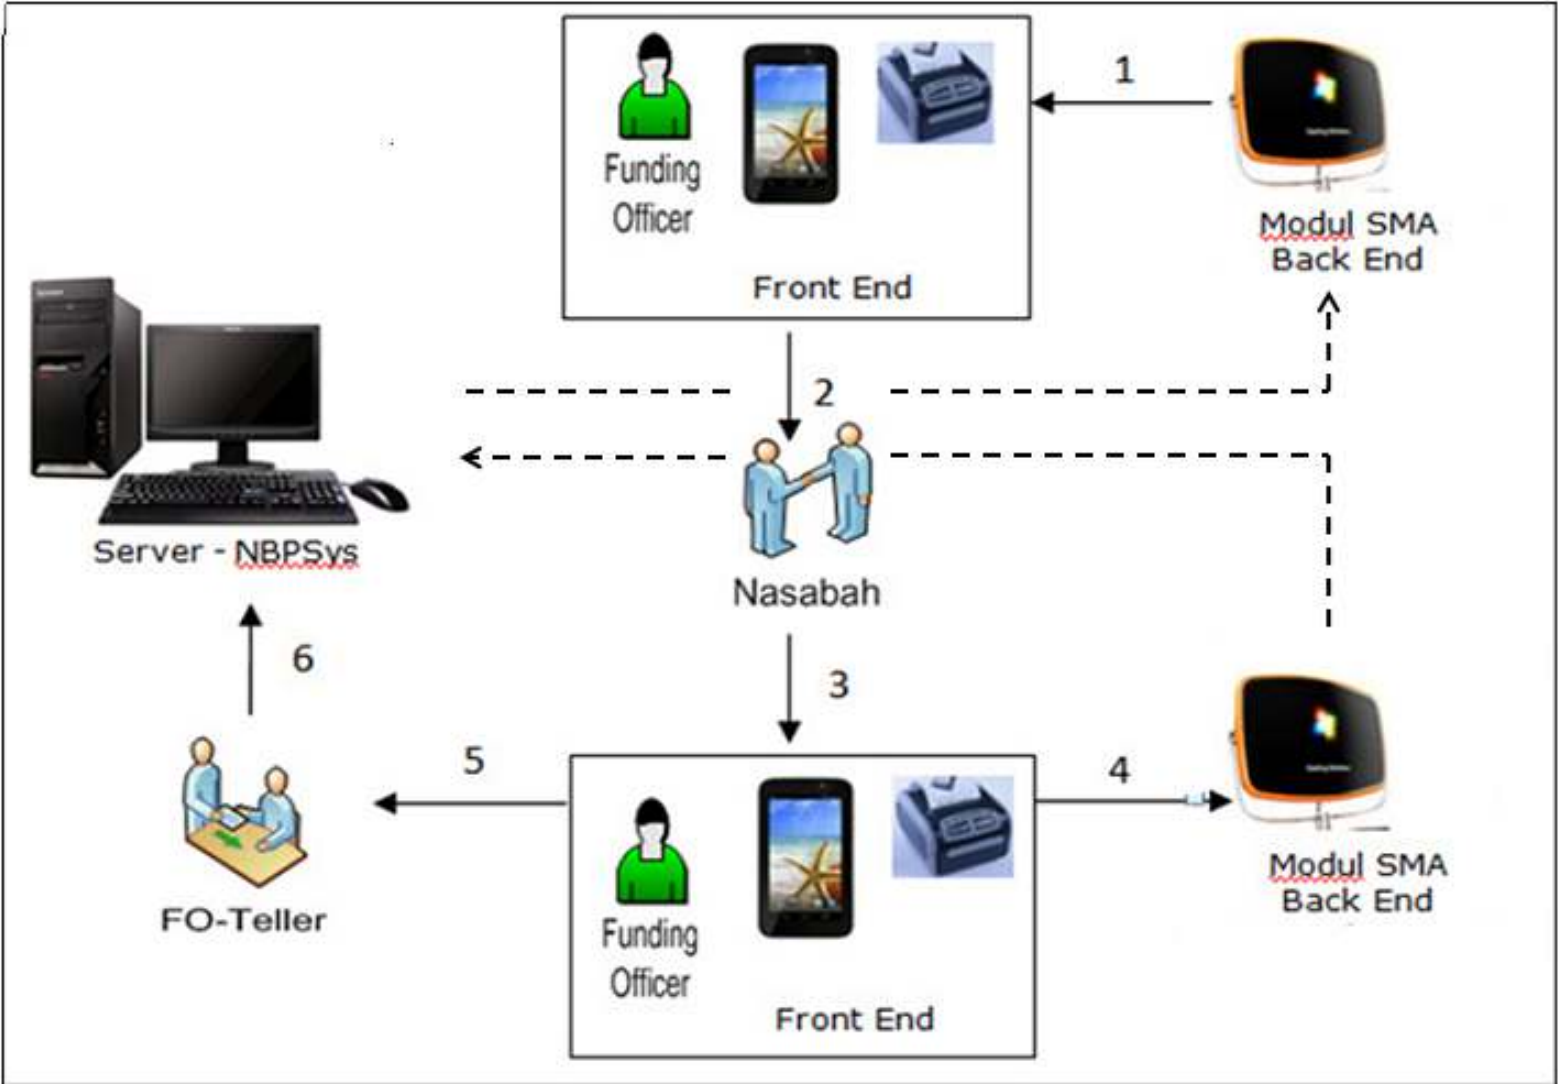 1
Funding
Officer
Front End
Modul SMA
Back End
2
Server - NBPSys
Nasabah
6
3
5
4
FO-Teller
Funding
Officer
Front End
Modul SMA
Back End